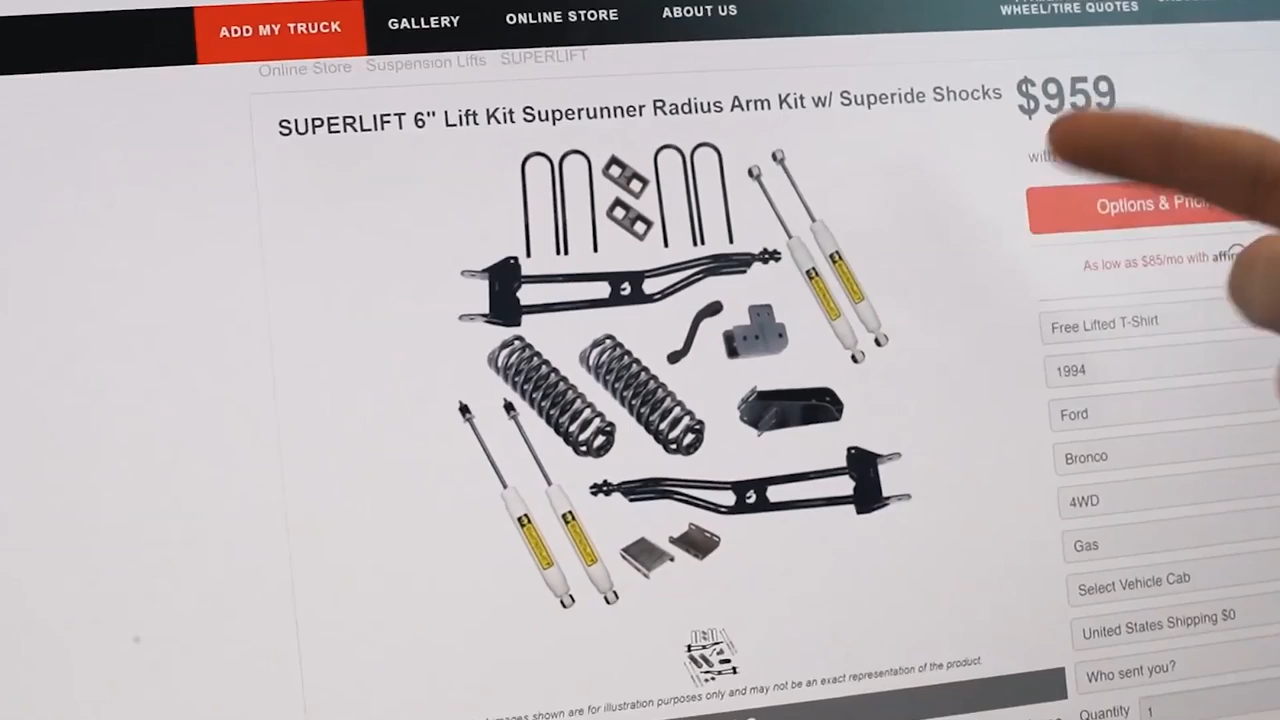 ADD MY TRUCK
GALLERY
ONLINE STORE
ABOUT US
WHEEL/TIRE QUOTES
Online Store Suspension Lifts SUPERLIFT
SUPERLIFT 6" Lift Kit Superunner Radius Arm Kit w/ Superide Shocks
$959
with
Options &
As low as $85/mo with
Free Lifted T-Shirt
1994
Ford
Bronco
4WD
Gas
Select Vehicle Cab
United States Shipping $0
Who sent you?
Quantity 1
shown are for illustration purposes only and may not be an exact representation of the product.